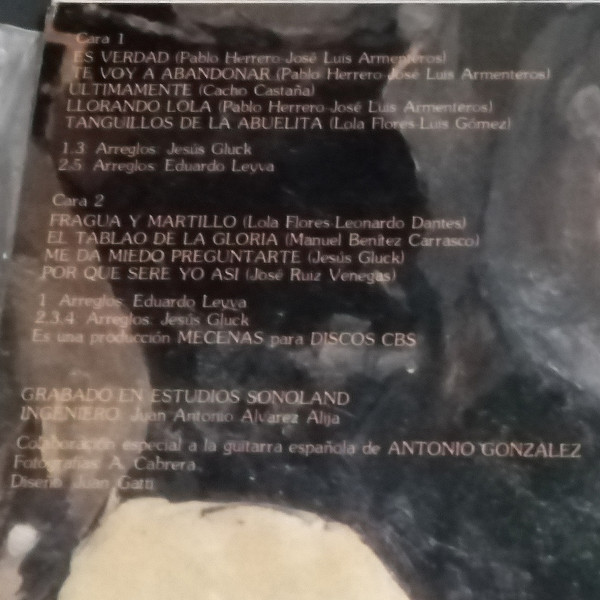 Cara 1
ES VERDAD (Pablo Herrero-José Luis Armenteros)
TE VOY A ABANDONAR (Pablo Herrero-José Luis Armenteros)
ULTIMAMENTE (Cacho Castaña)
LLORANDO LOLA (Pablo Herrero-José Luis Armenteros)
TANGUILLOS DE LA ABUELITA (Lola Flores-Luis Gómez)
1.3 Arreglos: Jesús Gluck
2.5 Arreglos: Eduardo Leyva
Cara 2
FRAGUA Y MARTILLO (Lola Flores-Leonardo Dantes)
EL TABLAO DE LA GLORIA (Manuel Benítez Carrasco)
ME DA MIEDO PREGUNTARTE (Jesús Gluck)
POR QUE SERE YO ASI (José Ruiz Venegas)
1 Arreglos: Eduardo Leyva
2,3,4 Arreglos: Jesús Gluck
Es una producción MECENAS para DISCOS CBS
GRABADO EN ESTUDIOS SONOLAND
INGENIERO: Juan Antonio Alvarez Alija
Colaboración especial a la guitarra española de ANTONIO GONZALEZ
Fotografías A. Cabrera
Diseño Juan Gatti